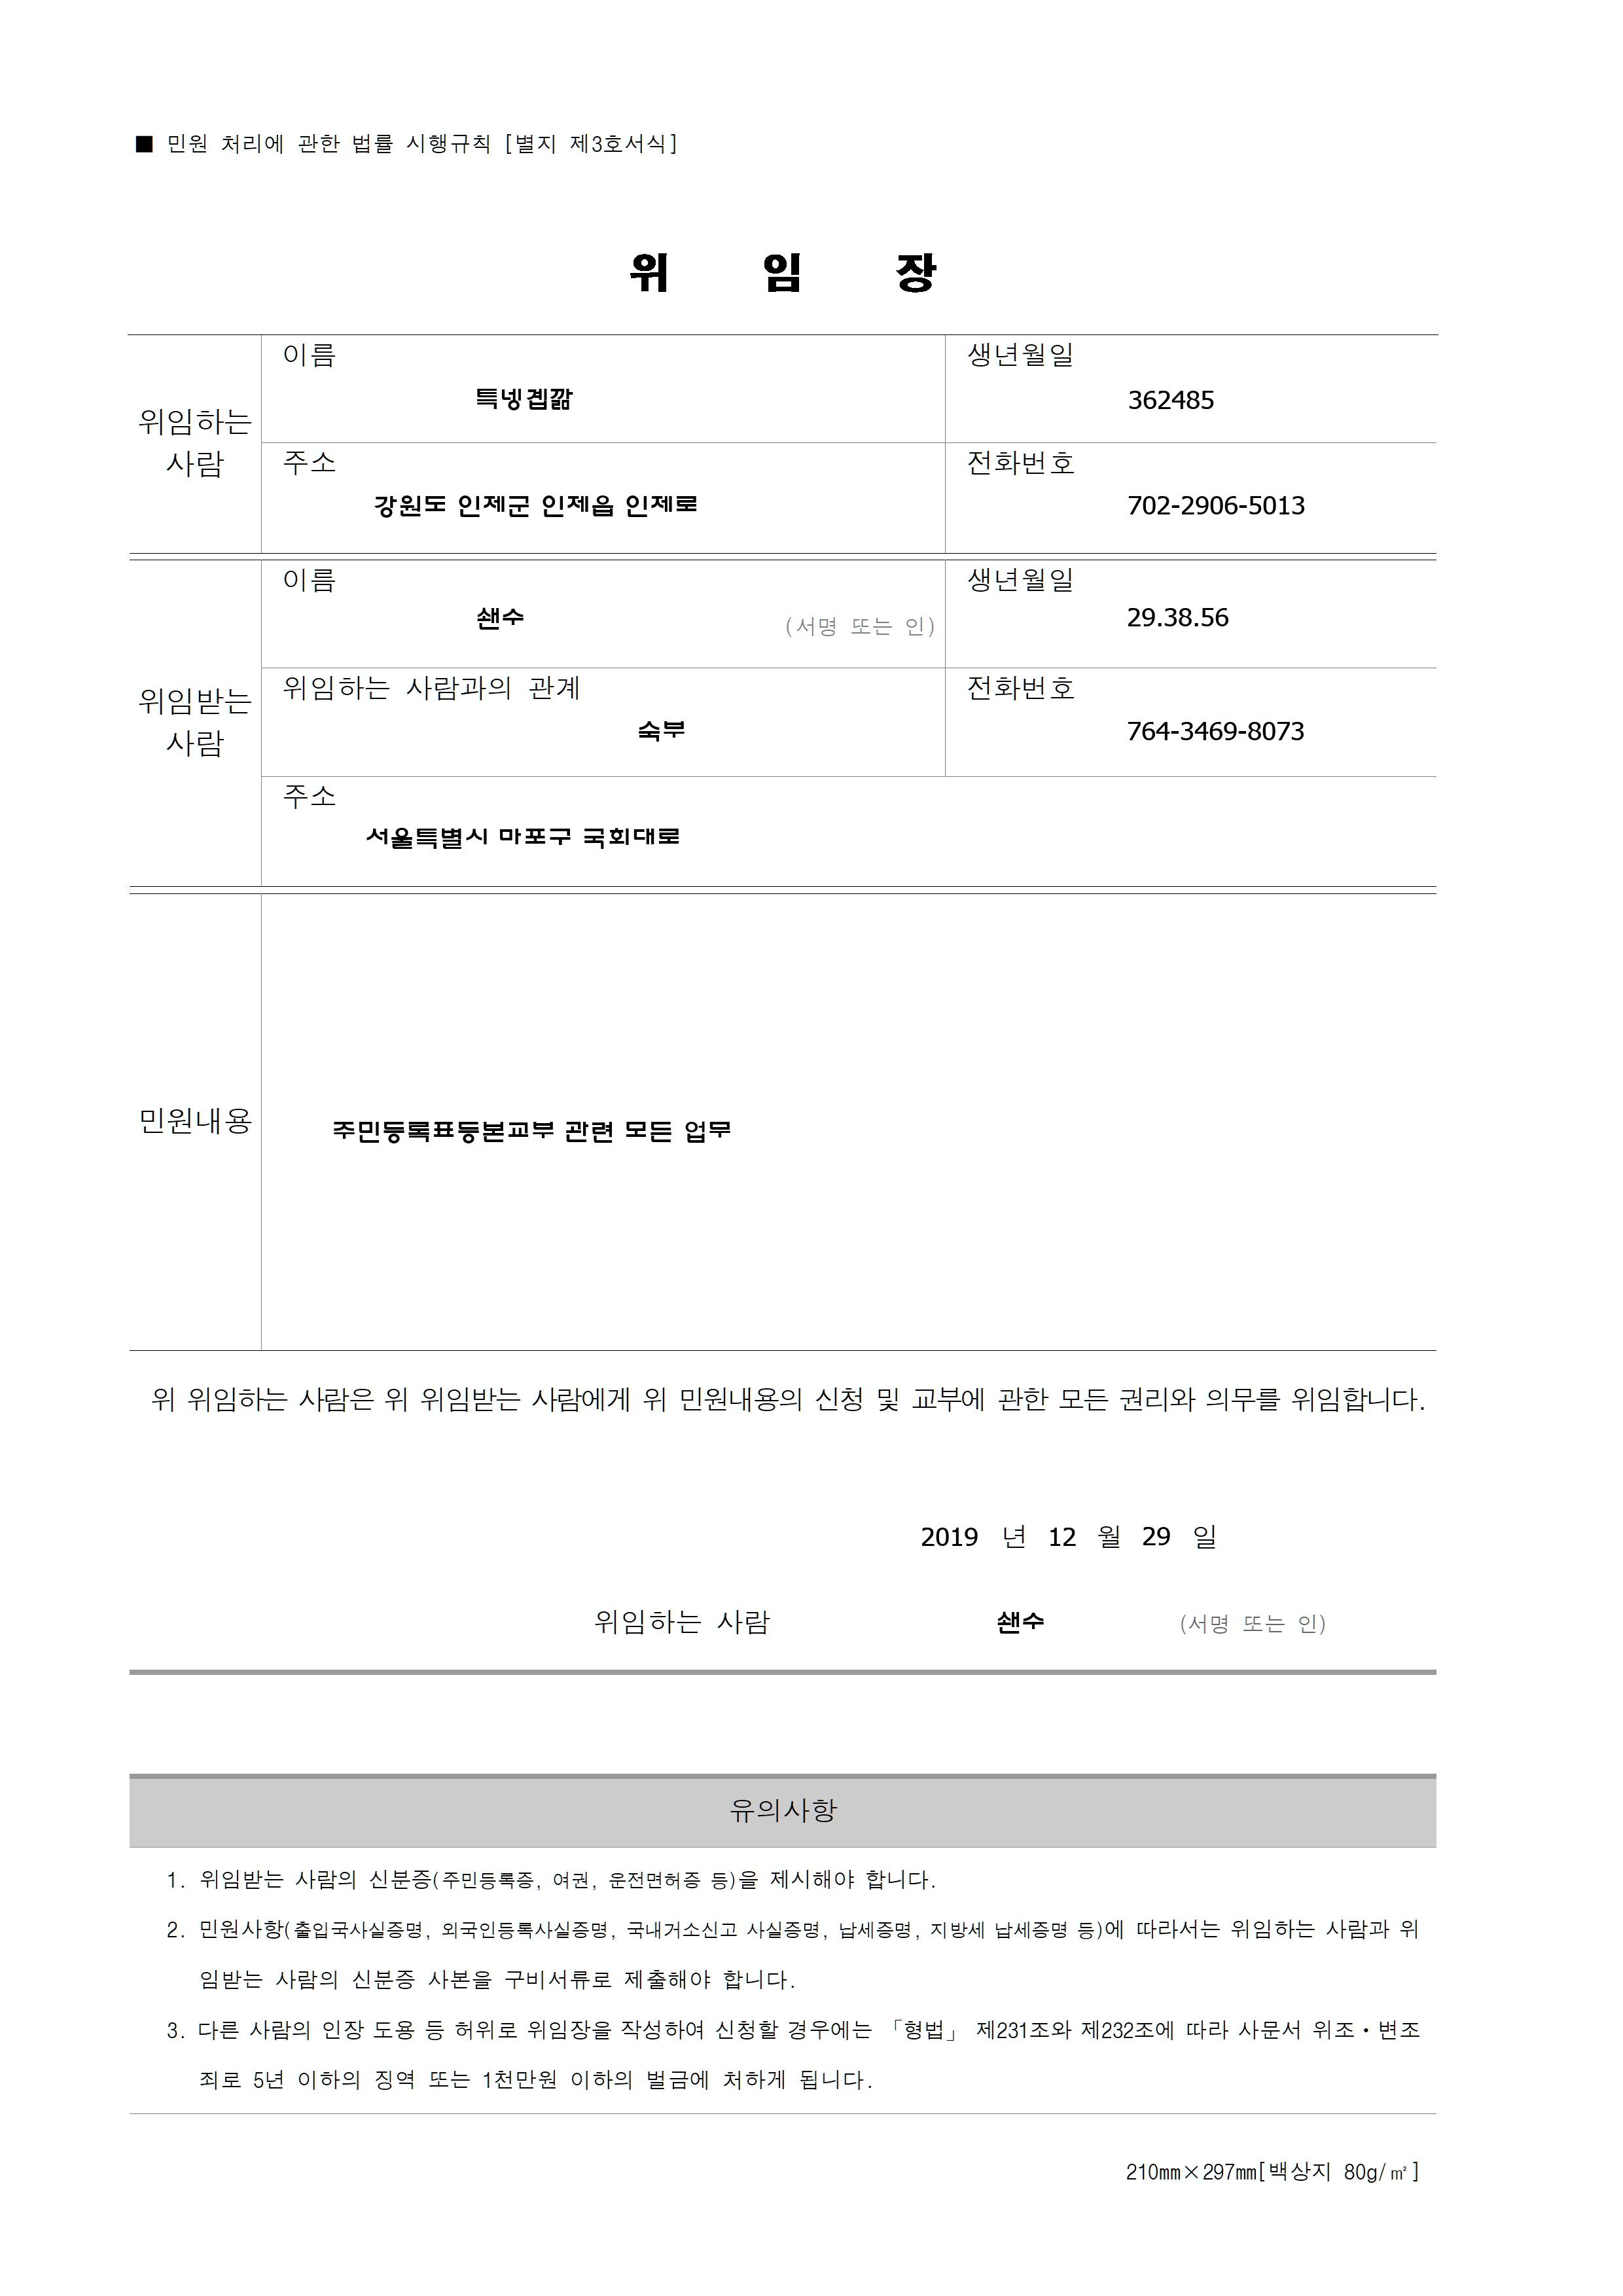 ■ 민원 처리에 관한 법률 시행규칙 [별지 제3호서식]
위 임 장
이름
생년월일
특넹곕깖
362485
위임하는
사람
주소
전화번호
강원도 인제군 인제읍 인제로
702-2906-5013
이름
생년월일
쇈수
(서명 또는 인)
29.38.56
위임받는
사람
위임하는 사람과의 관계
전화번호
숙부
764-3469-8073
주소
서울특별시 마포구 국회대로
민원내용
주민등록표등본교부 관련 모든 업무
위 위임하는 사람은 위 위임받는 사람에게 위 민원내용의 신청 및 교부에 관한 모든 권리와 의무를 위임합니다.
2019 년 12 월 29 일
위임하는 사람 쇈수 (서명 또는 인)
유의사항
1. 위임받는 사람의 신분증(주민등록증, 여권, 운전면허증 등)을 제시해야 합니다.
2. 민원사항(출입국사실증명, 외국인등록사실증명, 국내거소신고 사실증명, 납세증명, 지방세 납세증명 등)에 따라서는 위임하는 사람과 위
임받는 사람의 신분증 사본을 구비서류로 제출해야 합니다.
3. 다른 사람의 인장 도용 등 허위로 위임장을 작성하여 신청할 경우에는 「형법」 제231조와 제232조에 따라 사문서 위조·변조
죄로 5년 이하의 징역 또는 1천만원 이하의 벌금에 처하게 됩니다.
210㎜×297㎜[백상지 80g/㎡]